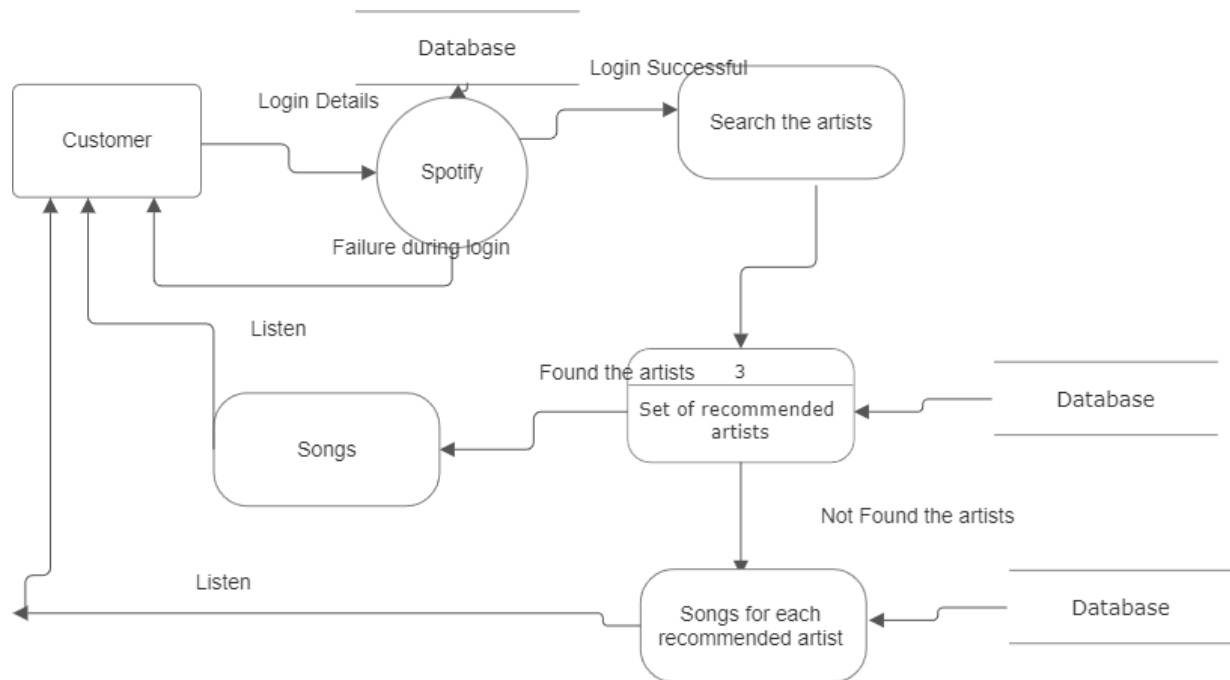 Database
Login Successful
Login Details
Customer
Search the artists
Spotify
Failure during login
Listen
Found the artists
3
Set of recommended
artists
Database
Songs
Not Found the artists
Listen
Songs for each
recommended artist
Database